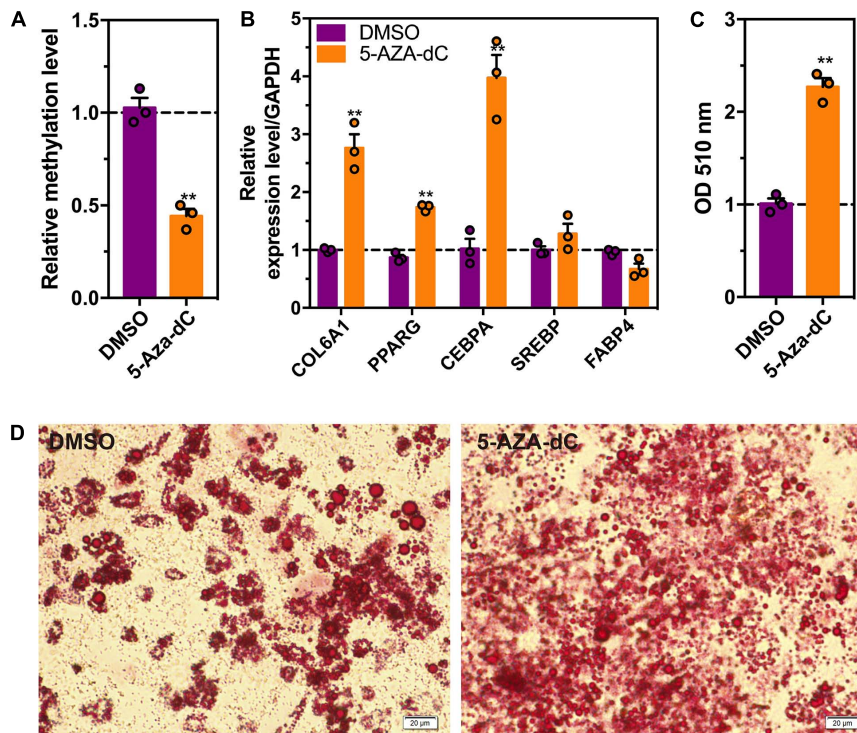 A
Relative methylation level
1.5
1.0
0.5
0.0
**
DMSO
5-Aza-dC
B
DMSO
5-AZA-dC
Relative
expression level/GAPDH
5
4
3
2
1
0
**
**
**
COL6A1
PPARG
CEBPA
SREBP
FABP4
C
OD 510 nm
3
2
1
0
**
DMSO
5-Aza-dC
D
DMSO
20 µm
5-AZA-dC
20 µm